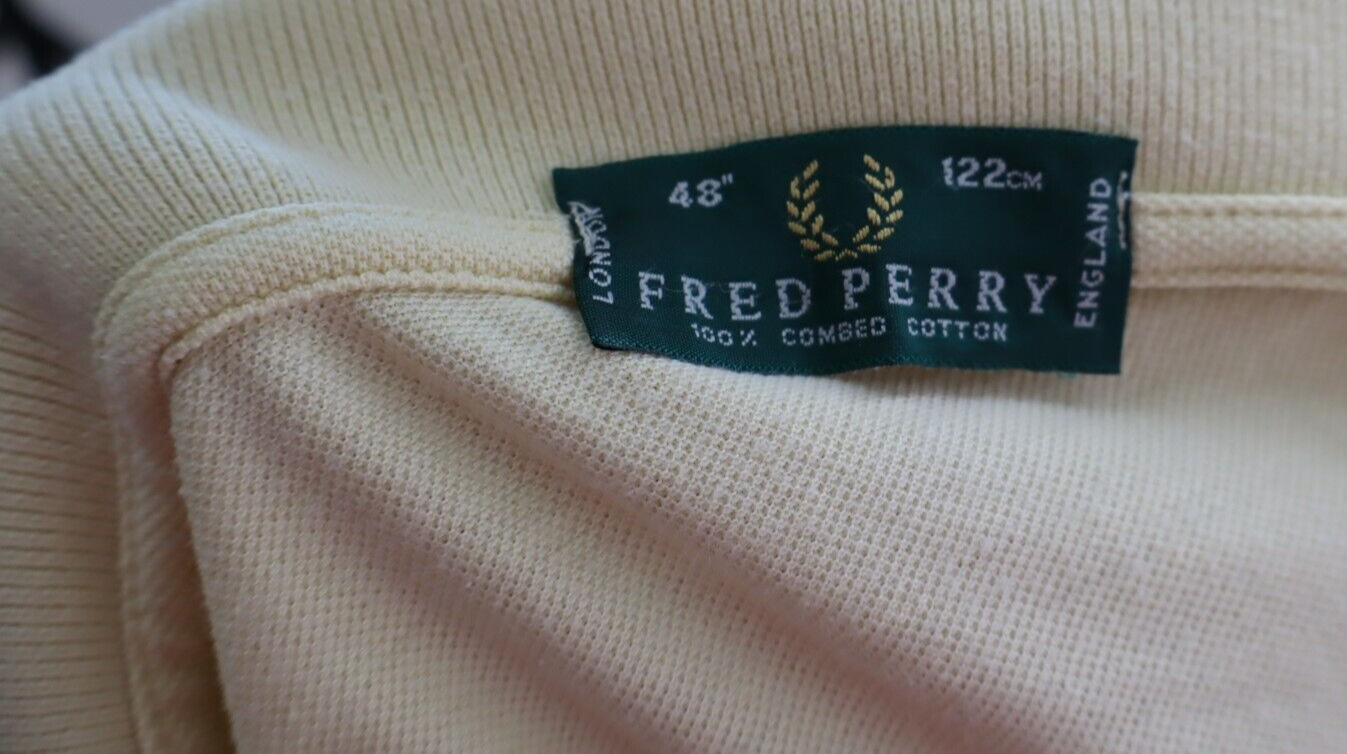 48" 122CM
LONDON
FRED PERRY
100% COMBED COTTON
ENGLAND